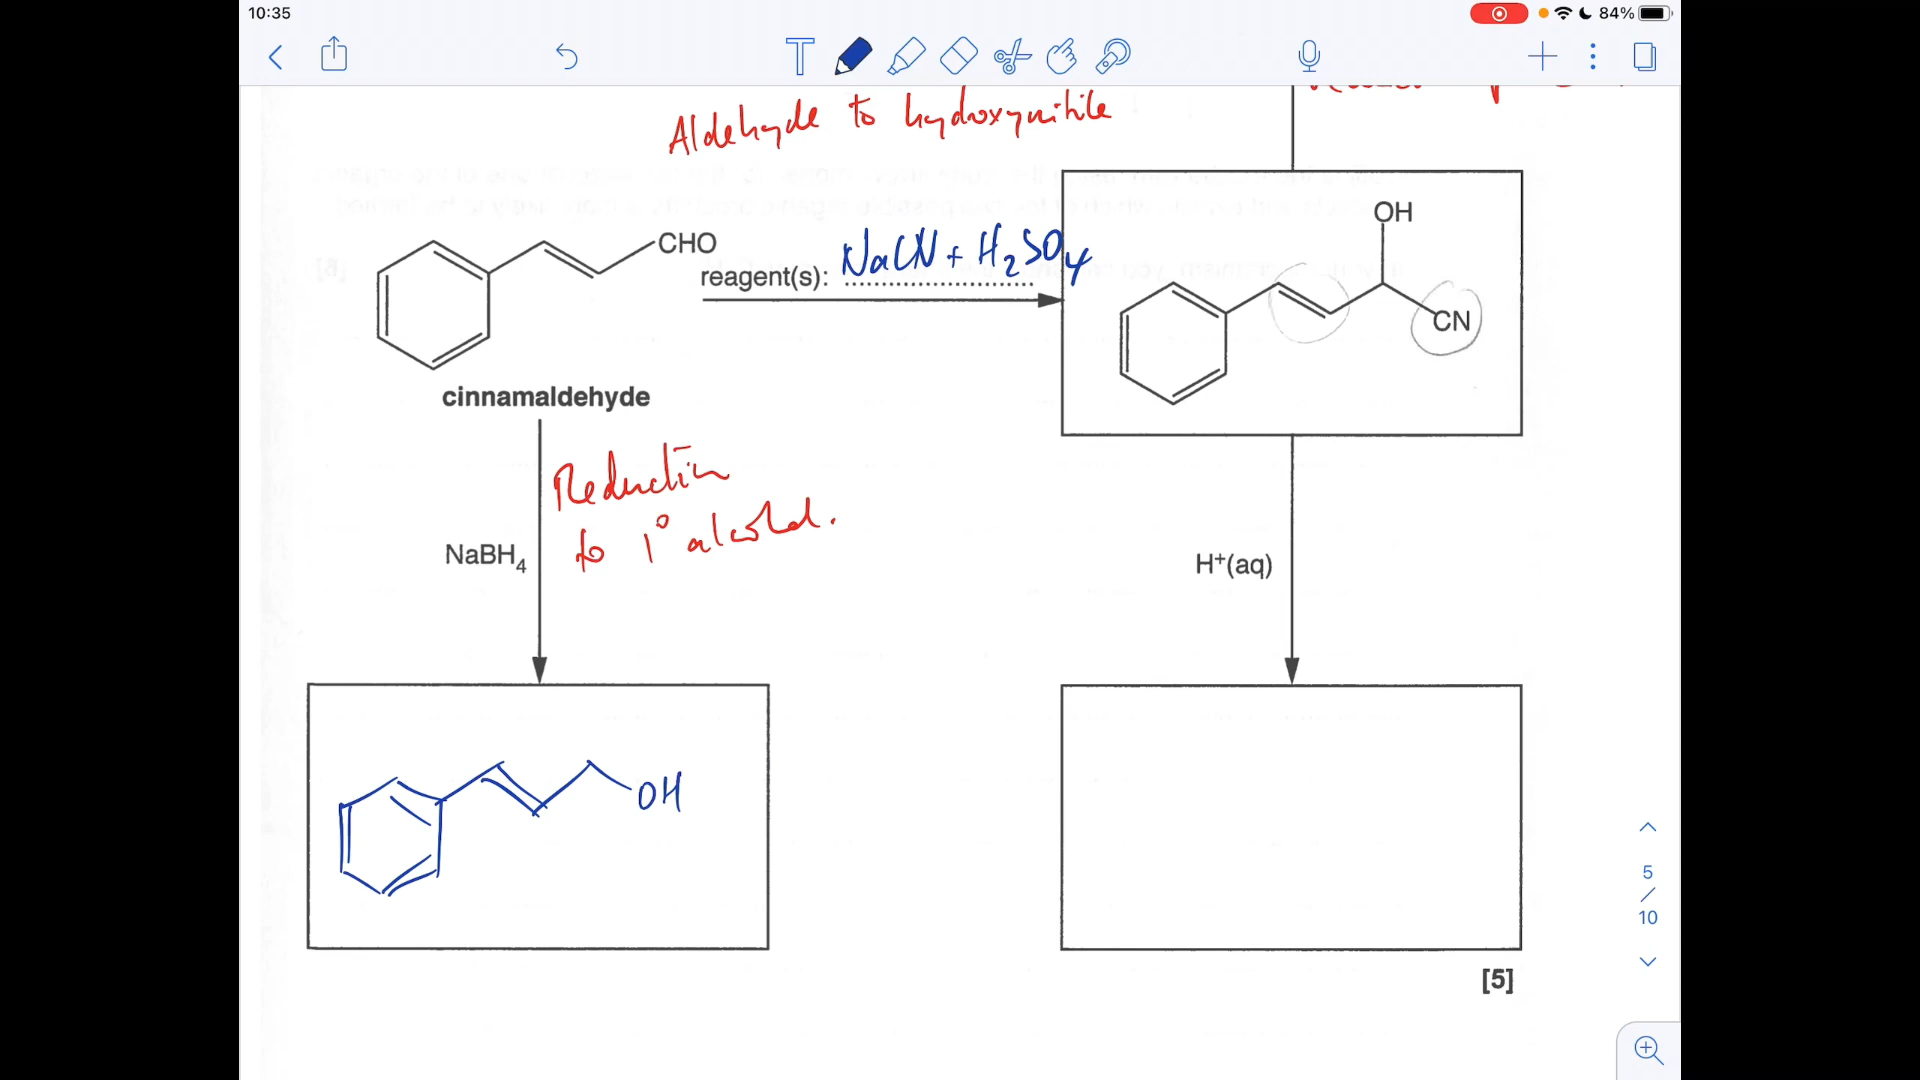 10:35
84%
T
Aldehyde to hydroxynitile
OH
CHO
reagent(s): NaCN + H₂SO₄
CN
cinnamaldehyde
Reduction
to 1° alcohol.
NaBH₄
H⁺(aq)
OH
5
/
10
[5]